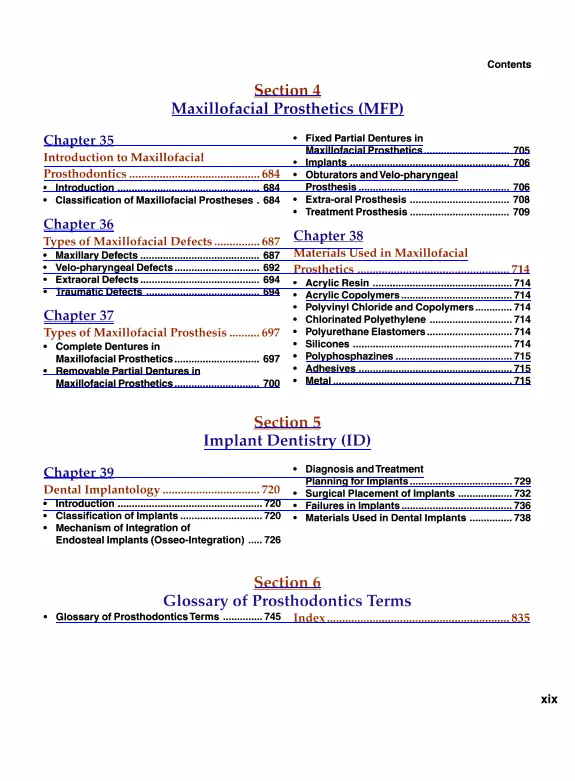 Contents
Section 4
Maxillofacial Prosthetics (MFP)
Chapter 35
Introduction to Maxillofacial
Prosthodontics .......................................... 684
• Introduction .................................................. 684
• Classification of Maxillofacial Prostheses . 684
Chapter 36
Types of Maxillofacial Defects ............... 687
• Maxillary Defects .......................................... 687
• Velo-pharyngeal Defects .............................. 692
• Extraoral Defects .......................................... 694
• Traumatic Defects ........................................ 694
Chapter 37
Types of Maxillofacial Prosthesis .......... 697
• Complete Dentures in
Maxillofacial Prosthetics .............................. 697
• Removable Partial Dentures in
Maxillofacial Prosthetics .............................. 700
• Fixed Partial Dentures in
Maxillofacial Prosthetics .............................. 705
• Implants ........................................................ 706
• Obturators and Velo-pharyngeal
Prosthesis ..................................................... 706
• Extra-oral Prosthesis ................................... 708
• Treatment Prosthesis ................................... 709
Chapter 38
Materials Used in Maxillofacial
Prosthetics ................................................. 714
• Acrylic Resin ................................................. 714
• Acrylic Copolymers ....................................... 714
• Polyvinyl Chloride and Copolymers ............. 714
• Chlorinated Polyethylene ............................. 714
• Polyurethane Elastomers .............................. 714
• Silicones ........................................................ 714
• Polyphosphazines ......................................... 715
• Adhesives ...................................................... 715
• Metal ............................................................... 715
Section 5
Implant Dentistry (ID)
Chapter 39
Dental Implantology ................................ 720
• Introduction ................................................... 720
• Classification of Implants ............................. 720
• Mechanism of Integration of
Endosteal Implants (Osseo-Integration) ..... 726
• Diagnosis and Treatment
Planning for Implants .................................... 729
• Surgical Placement of Implants ................... 732
• Failures in Implants ....................................... 736
• Materials Used in Dental Implants ............... 738
Section 6
Glossary of Prosthodontics Terms
• Glossary of Prosthodontics Terms .............. 745
Index ........................................................... 835
xix